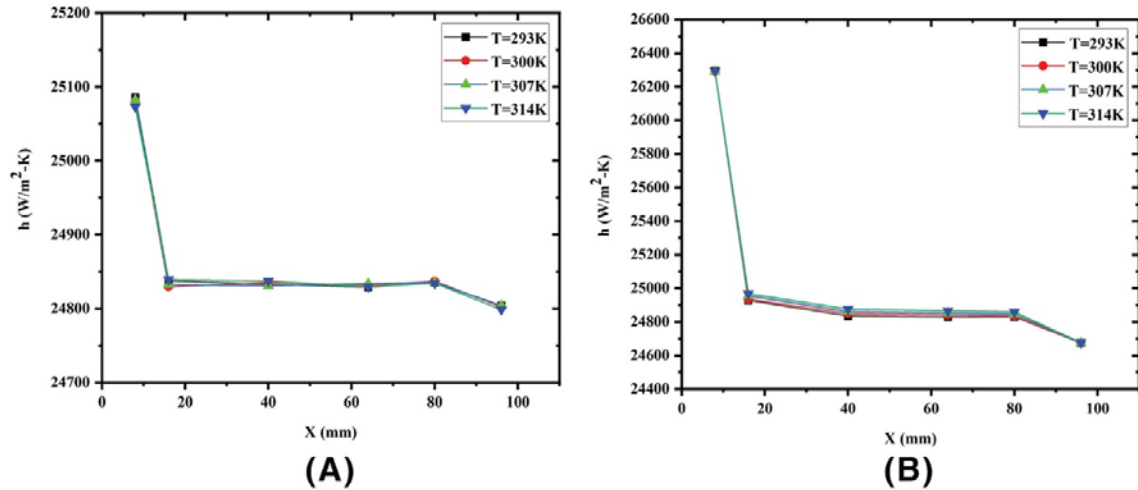 25200
25100
25000
24900
24800
24700
0 20 40 60 80 100
h (W/m²-K)
X (mm)
T=293K
T=300K
T=307K
T=314K
(A)
26600
26400
26200
26000
25800
25600
25400
25200
25000
24800
24600
24400
0 20 40 60 80 100
h (W/m²-K)
X (mm)
T=293K
T=300K
T=307K
T=314K
(B)